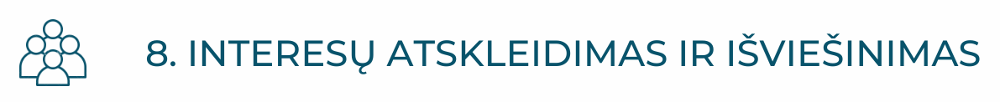 8. INTERESŲ ATSKLEIDIMAS IR IŠVIEŠINIMAS